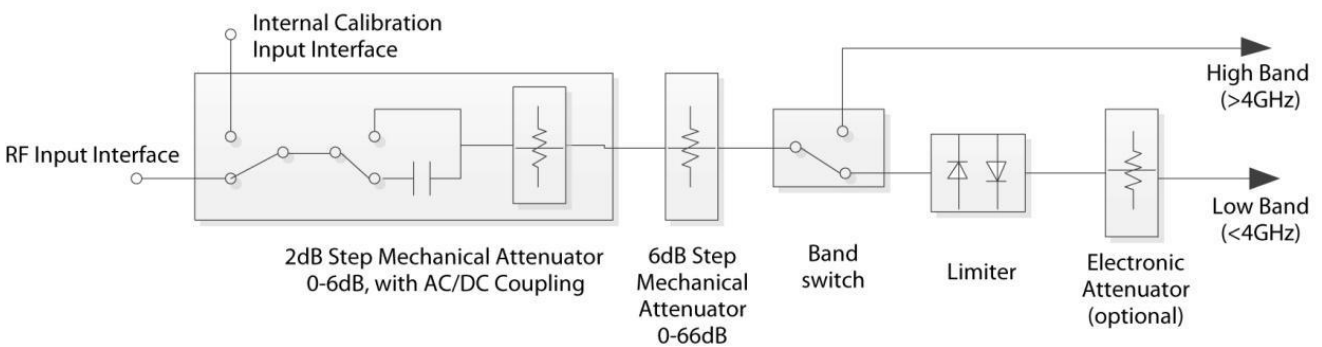 Internal Calibration
Input Interface
RF Input Interface
High Band
(>4GHz)
Low Band
(<4GHz)
2dB Step Mechanical Attenuator
0-6dB, with AC/DC Coupling
6dB Step
Mechanical
Attenuator
0-66dB
Band
switch
Limiter
Electronic
Attenuator
(optional)